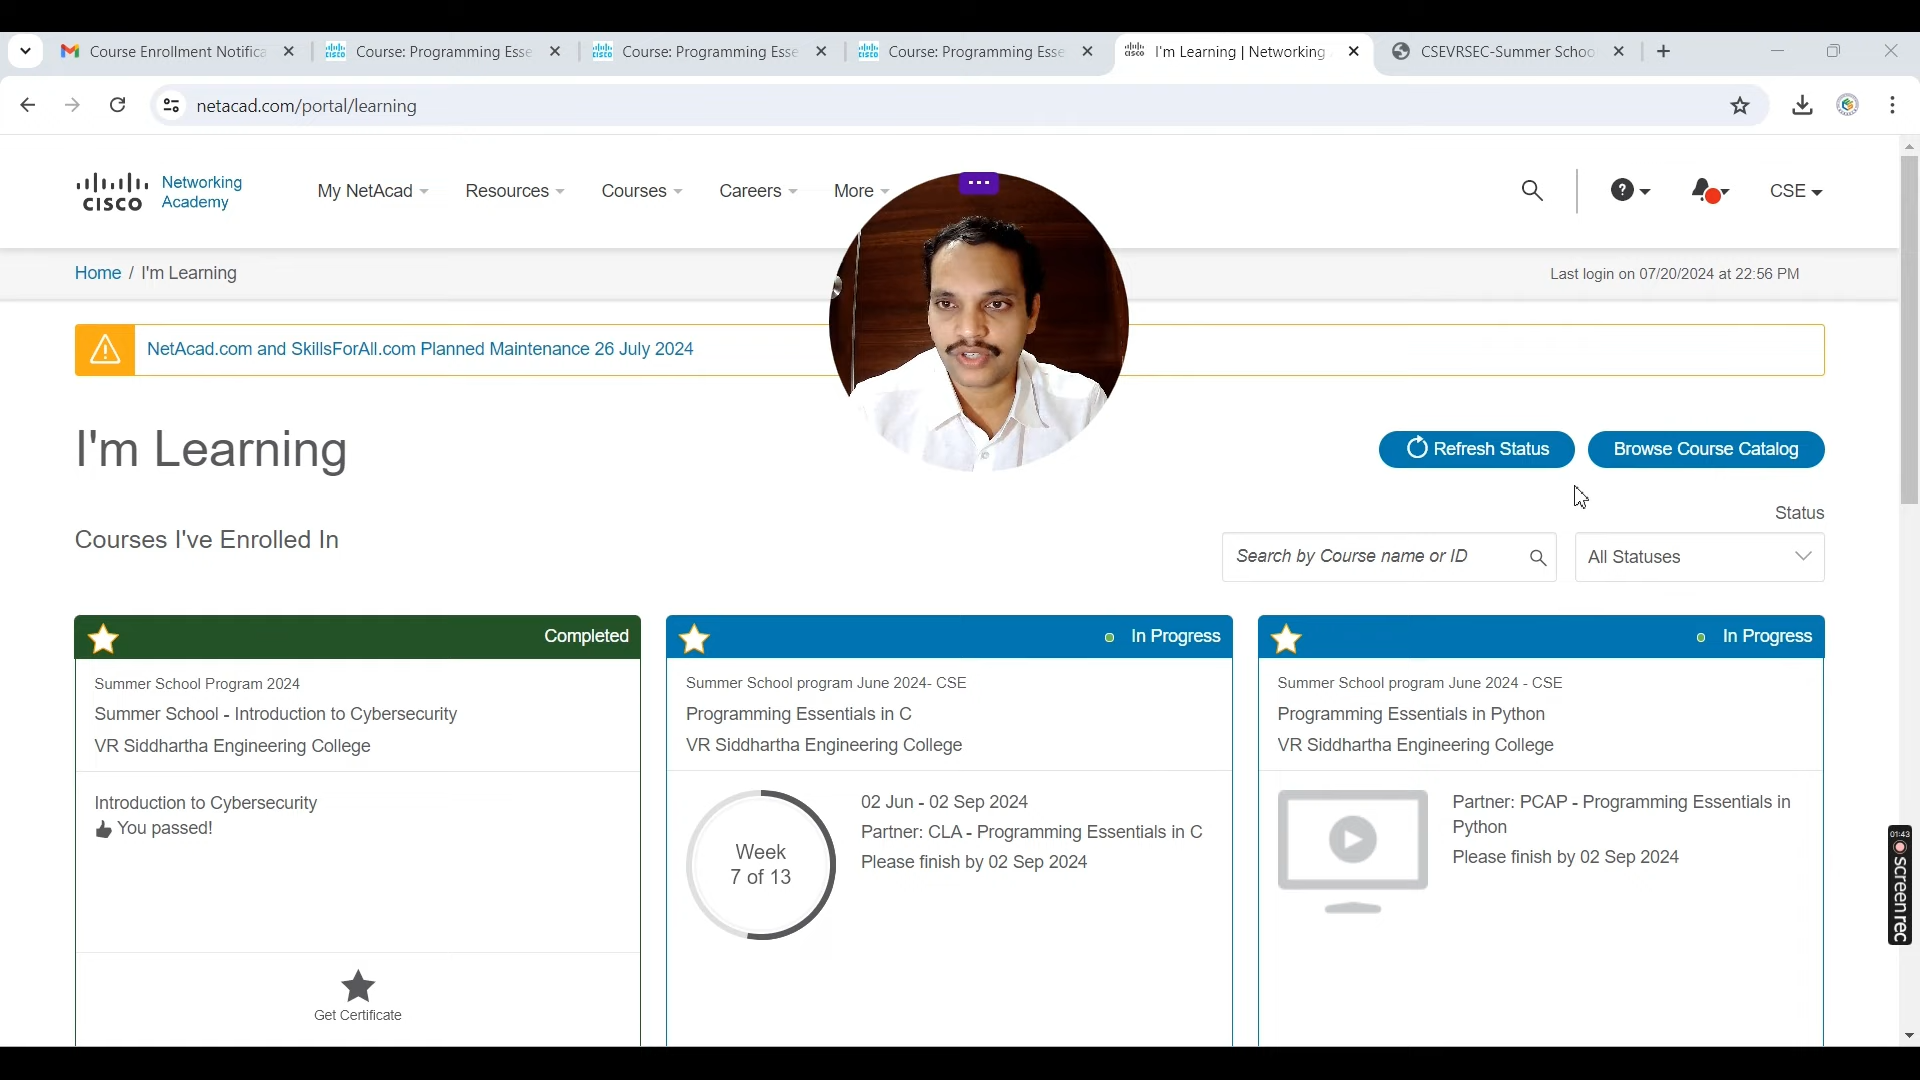 Course Enrollment Notifica
Course: Programming Esse
Course: Programming Esse
Course: Programming Esse
I'm Learning | Networking
CSEVRSEC-Summer Schoo
netacad.com/portal/learning
cisco
Networking
Academy
My NetAcad
Resources
Courses
Careers
More
CSE
Home / I'm Learning
Last login on 07/20/2024 at 22:56 PM
NetAcad.com and SkillsForAll.com Planned Maintenance 26 July 2024
I'm Learning
Refresh Status
Browse Course Catalog
Status
Courses I've Enrolled In
Search by Course name or ID
All Statuses
Completed
Summer School Program 2024
Summer School - Introduction to Cybersecurity
VR Siddhartha Engineering College
Introduction to Cybersecurity
You passed!
Get Certificate
In Progress
Summer School program June 2024- CSE
Programming Essentials in C
VR Siddhartha Engineering College
Week
7 of 13
02 Jun - 02 Sep 2024
Partner: CLA - Programming Essentials in C
Please finish by 02 Sep 2024
In Progress
Summer School program June 2024 - CSE
Programming Essentials in Python
VR Siddhartha Engineering College
Partner: PCAP - Programming Essentials in
Python
Please finish by 02 Sep 2024
01:43
screenrec